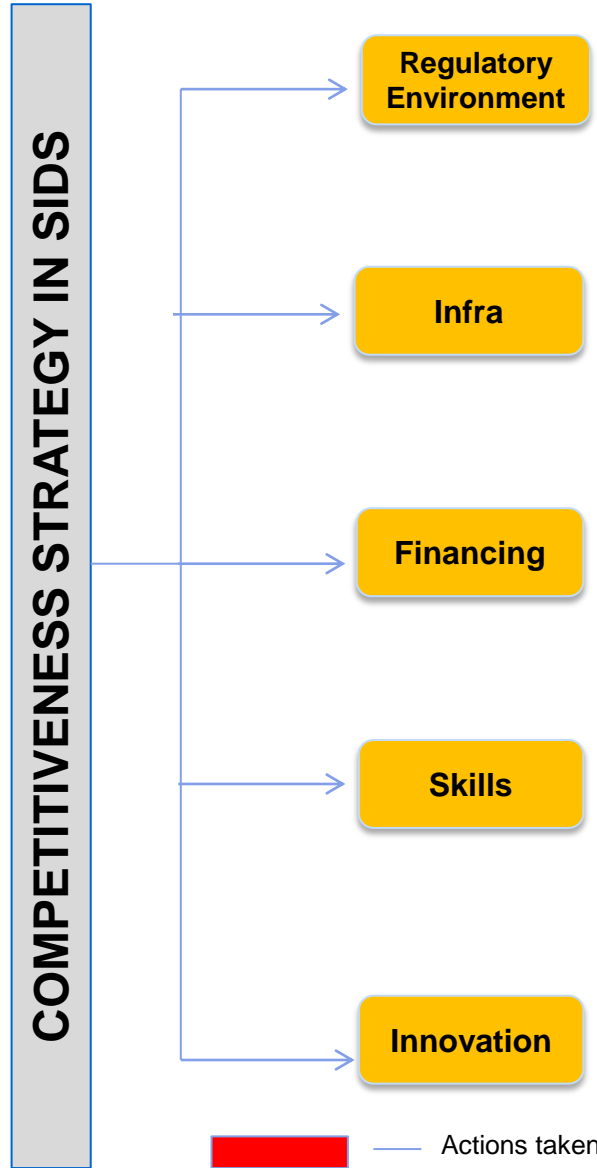 COMPETITIVENESS STRATEGY IN SIDS
Regulatory
Environment
Infra
Financing
Skills
Innovation
Actions taken